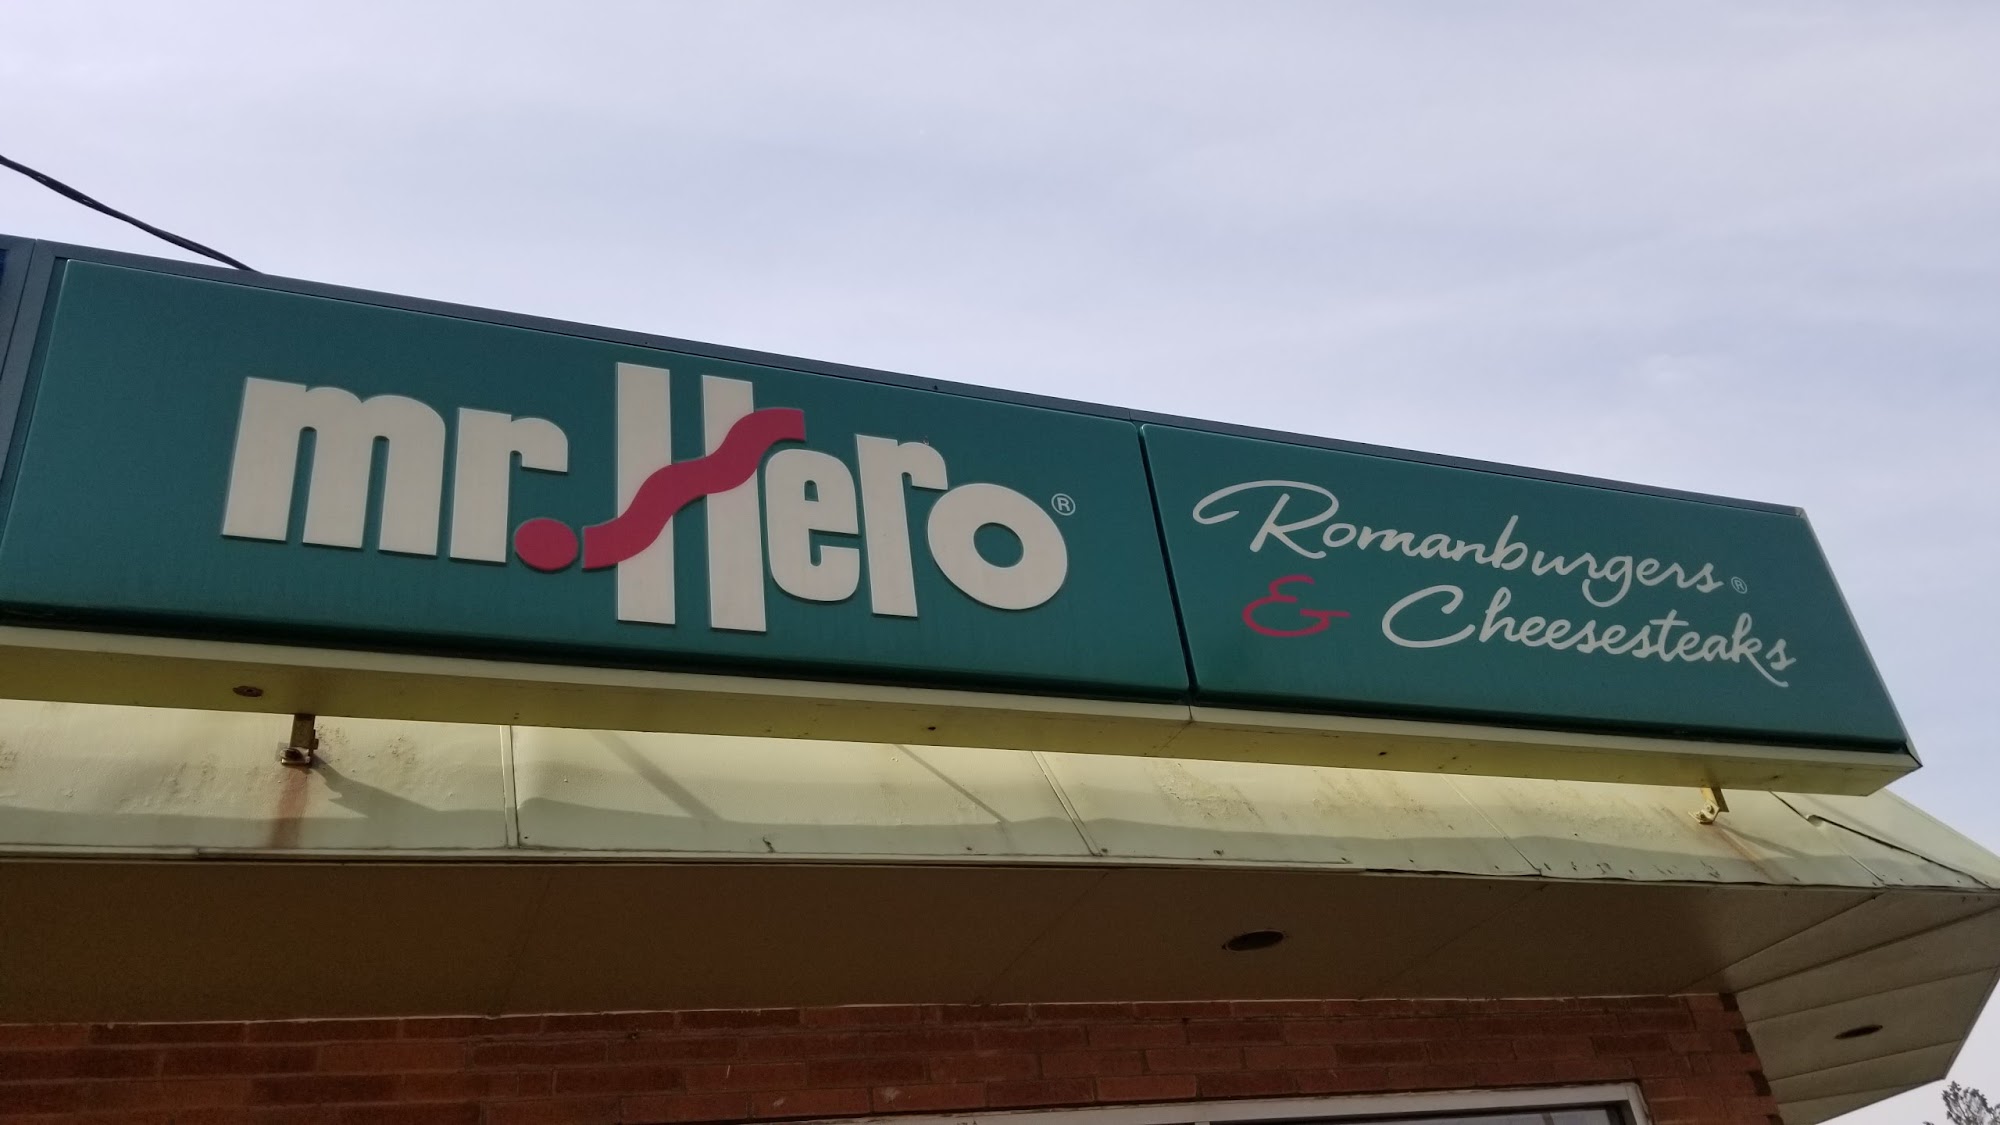 mr. Hero®
Romanburgers®
& Cheesesteaks